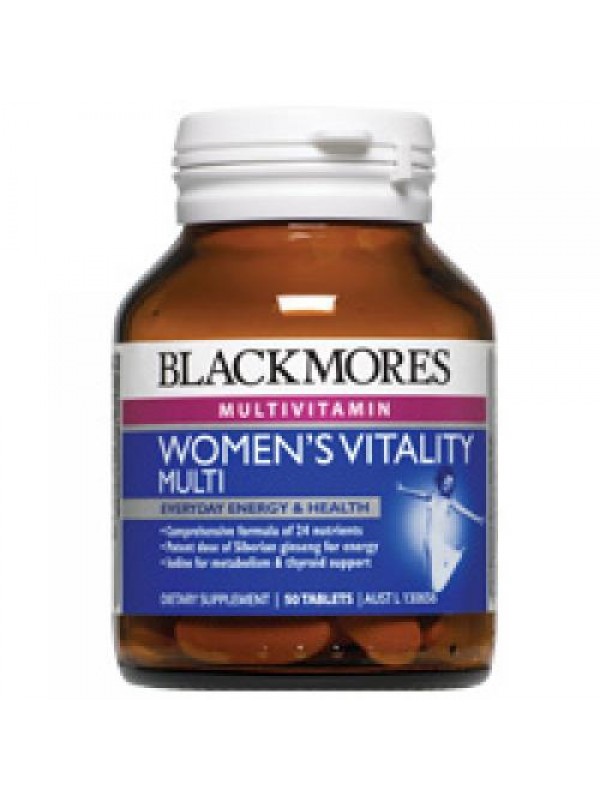 BLACKMORES
MULTIVITAMIN
WOMEN'S VITALITY
MULTI
EVERYDAY ENERGY & HEALTH
• Comprehensive formula of 24 nutrients
• Potent dose of Siberian ginseng for energy
• Iodine for metabolism & thyroid support
DIETARY SUPPLEMENT | 50 TABLETS | AUST L